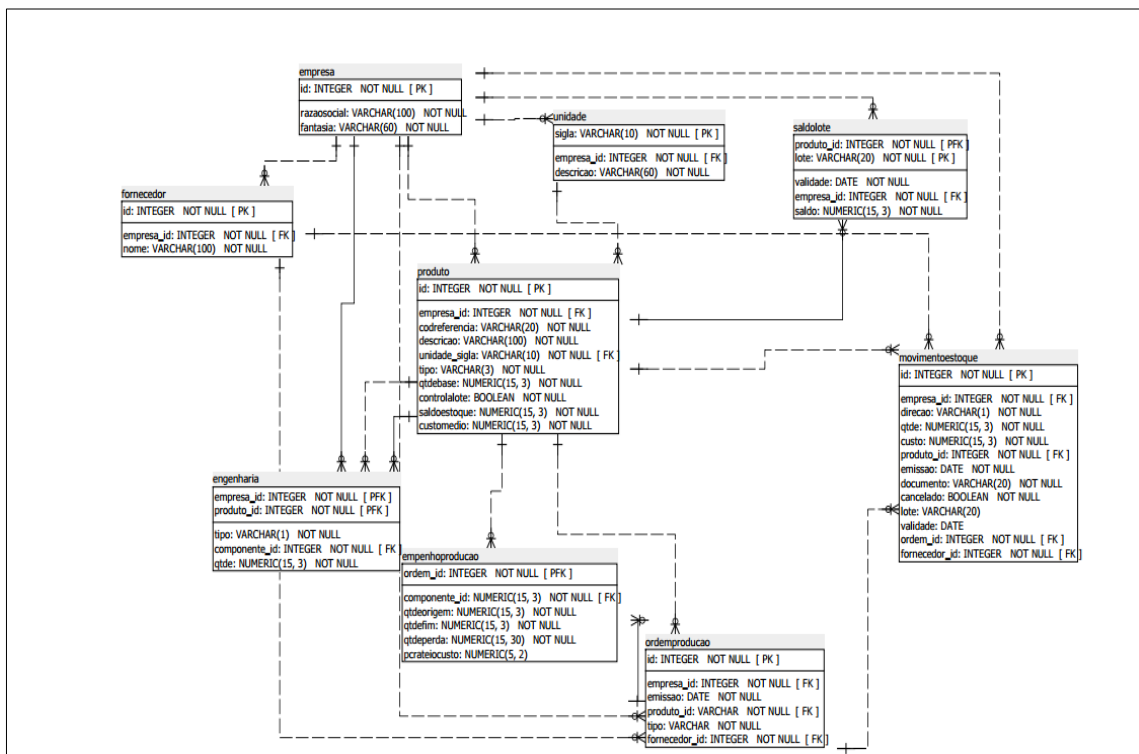 empresa
id: INTEGER NOT NULL [ PK ]
razaosocial: VARCHAR(100) NOT NULL
fantasia: VARCHAR(60) NOT NULL
unidade
sigla: VARCHAR(10) NOT NULL [ PK ]
empresa_id: INTEGER NOT NULL [ FK ]
descricao: VARCHAR(60) NOT NULL
saldolote
produto_id: INTEGER NOT NULL [ PFK ]
lote: VARCHAR(20) NOT NULL [ PK ]
validade: DATE NOT NULL
empresa_id: INTEGER NOT NULL [ FK ]
saldo: NUMERIC(15, 3) NOT NULL
fornecedor
id: INTEGER NOT NULL [ PK ]
empresa_id: INTEGER NOT NULL [ FK ]
nome: VARCHAR(100) NOT NULL
produto
id: INTEGER NOT NULL [ PK ]
empresa_id: INTEGER NOT NULL [ FK ]
codreferência: VARCHAR(20) NOT NULL
descricao: VARCHAR(100) NOT NULL
unidade_sigla: VARCHAR(10) NOT NULL [ FK ]
tipo: VARCHAR(3) NOT NULL
qtdebase: NUMERIC(15, 3) NOT NULL
controlalote: BOOLEAN NOT NULL
saldoestoque: NUMERIC(15, 3) NOT NULL
customedio: NUMERIC(15, 3) NOT NULL
movimentoestoque
id: INTEGER NOT NULL [ PK ]
empresa_id: INTEGER NOT NULL [ FK ]
direcao: VARCHAR(1) NOT NULL
qtde: NUMERIC(15, 3) NOT NULL
custo: NUMERIC(15, 3) NOT NULL
produto_id: INTEGER NOT NULL [ FK ]
emissao: DATE NOT NULL
documento: VARCHAR(20) NOT NULL
cancelado: BOOLEAN NOT NULL
lote: VARCHAR(20)
validade: DATE
ordem_id: INTEGER NOT NULL [ FK ]
fornecedor_id: INTEGER NOT NULL [ FK ]
engenharia
empresa_id: INTEGER NOT NULL [ PFK ]
produto_id: INTEGER NOT NULL [ PFK ]
tipo: VARCHAR(1) NOT NULL
componente_id: INTEGER NOT NULL [ FK ]
qtde: NUMERIC(15, 3) NOT NULL
empenhoproducao
ordem_id: INTEGER NOT NULL [ PFK ]
componente_id: NUMERIC(15, 3) NOT NULL [ FK ]
qtdeorigem: NUMERIC(15, 3) NOT NULL
qtdefim: NUMERIC(15, 3) NOT NULL
qtdeperda: NUMERIC(15, 30) NOT NULL
pcrateiocusto: NUMERIC(5, 2)
ordemproducao
id: INTEGER NOT NULL [ PK ]
empresa_id: INTEGER NOT NULL [ FK ]
emissao: DATE NOT NULL
produto_id: VARCHAR NOT NULL [ FK ]
tipo: VARCHAR NOT NULL
fornecedor_id: INTEGER NOT NULL [ FK ]